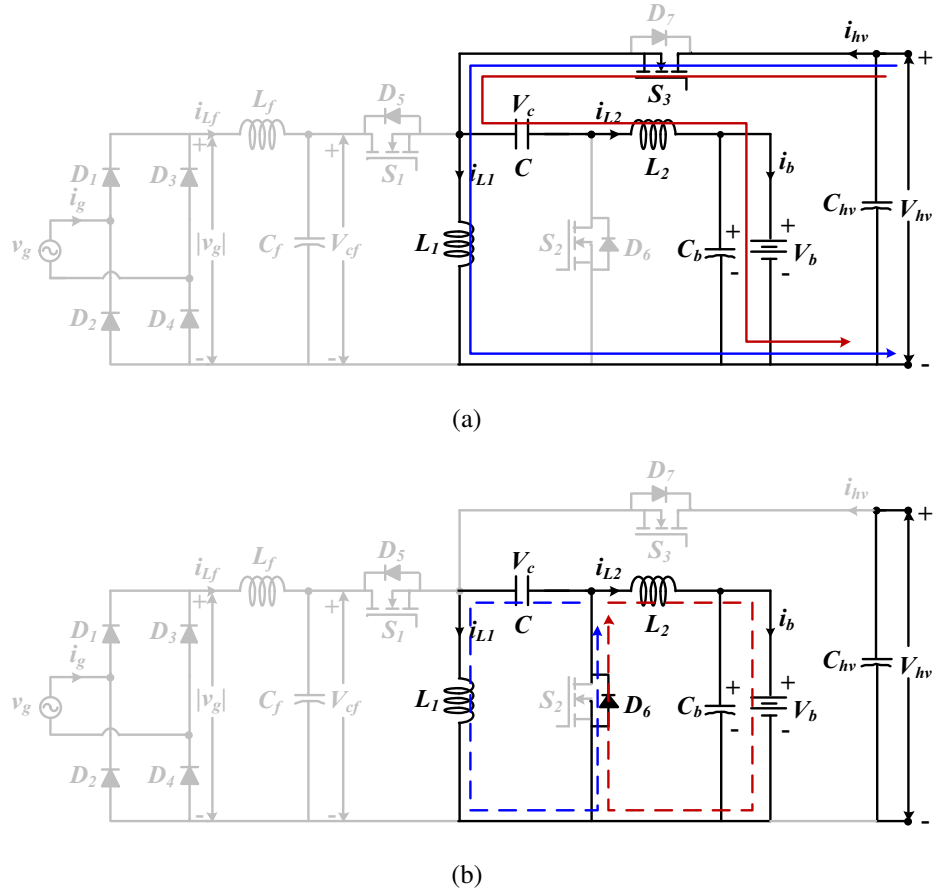 D7
ihv
+
S3
iLf
Lf
D5
Vc
iL2
+
+
S1
C
L2
ib
D1
D3
iL1
ig
Chv
Vhv
vg
|vg|
Cf
Vcf
L1
S2
D6
Cb
+
-
+
-
Vb
D2
D4
-
-
-
(a)
D7
ihv
+
S3
iLf
Lf
D5
Vc
iL2
+
+
S1
C
L2
ib
D1
D3
iL1
ig
Chv
Vhv
vg
|vg|
Cf
Vcf
L1
S2
D6
Cb
+
-
+
-
Vb
D2
D4
-
-
-
(b)